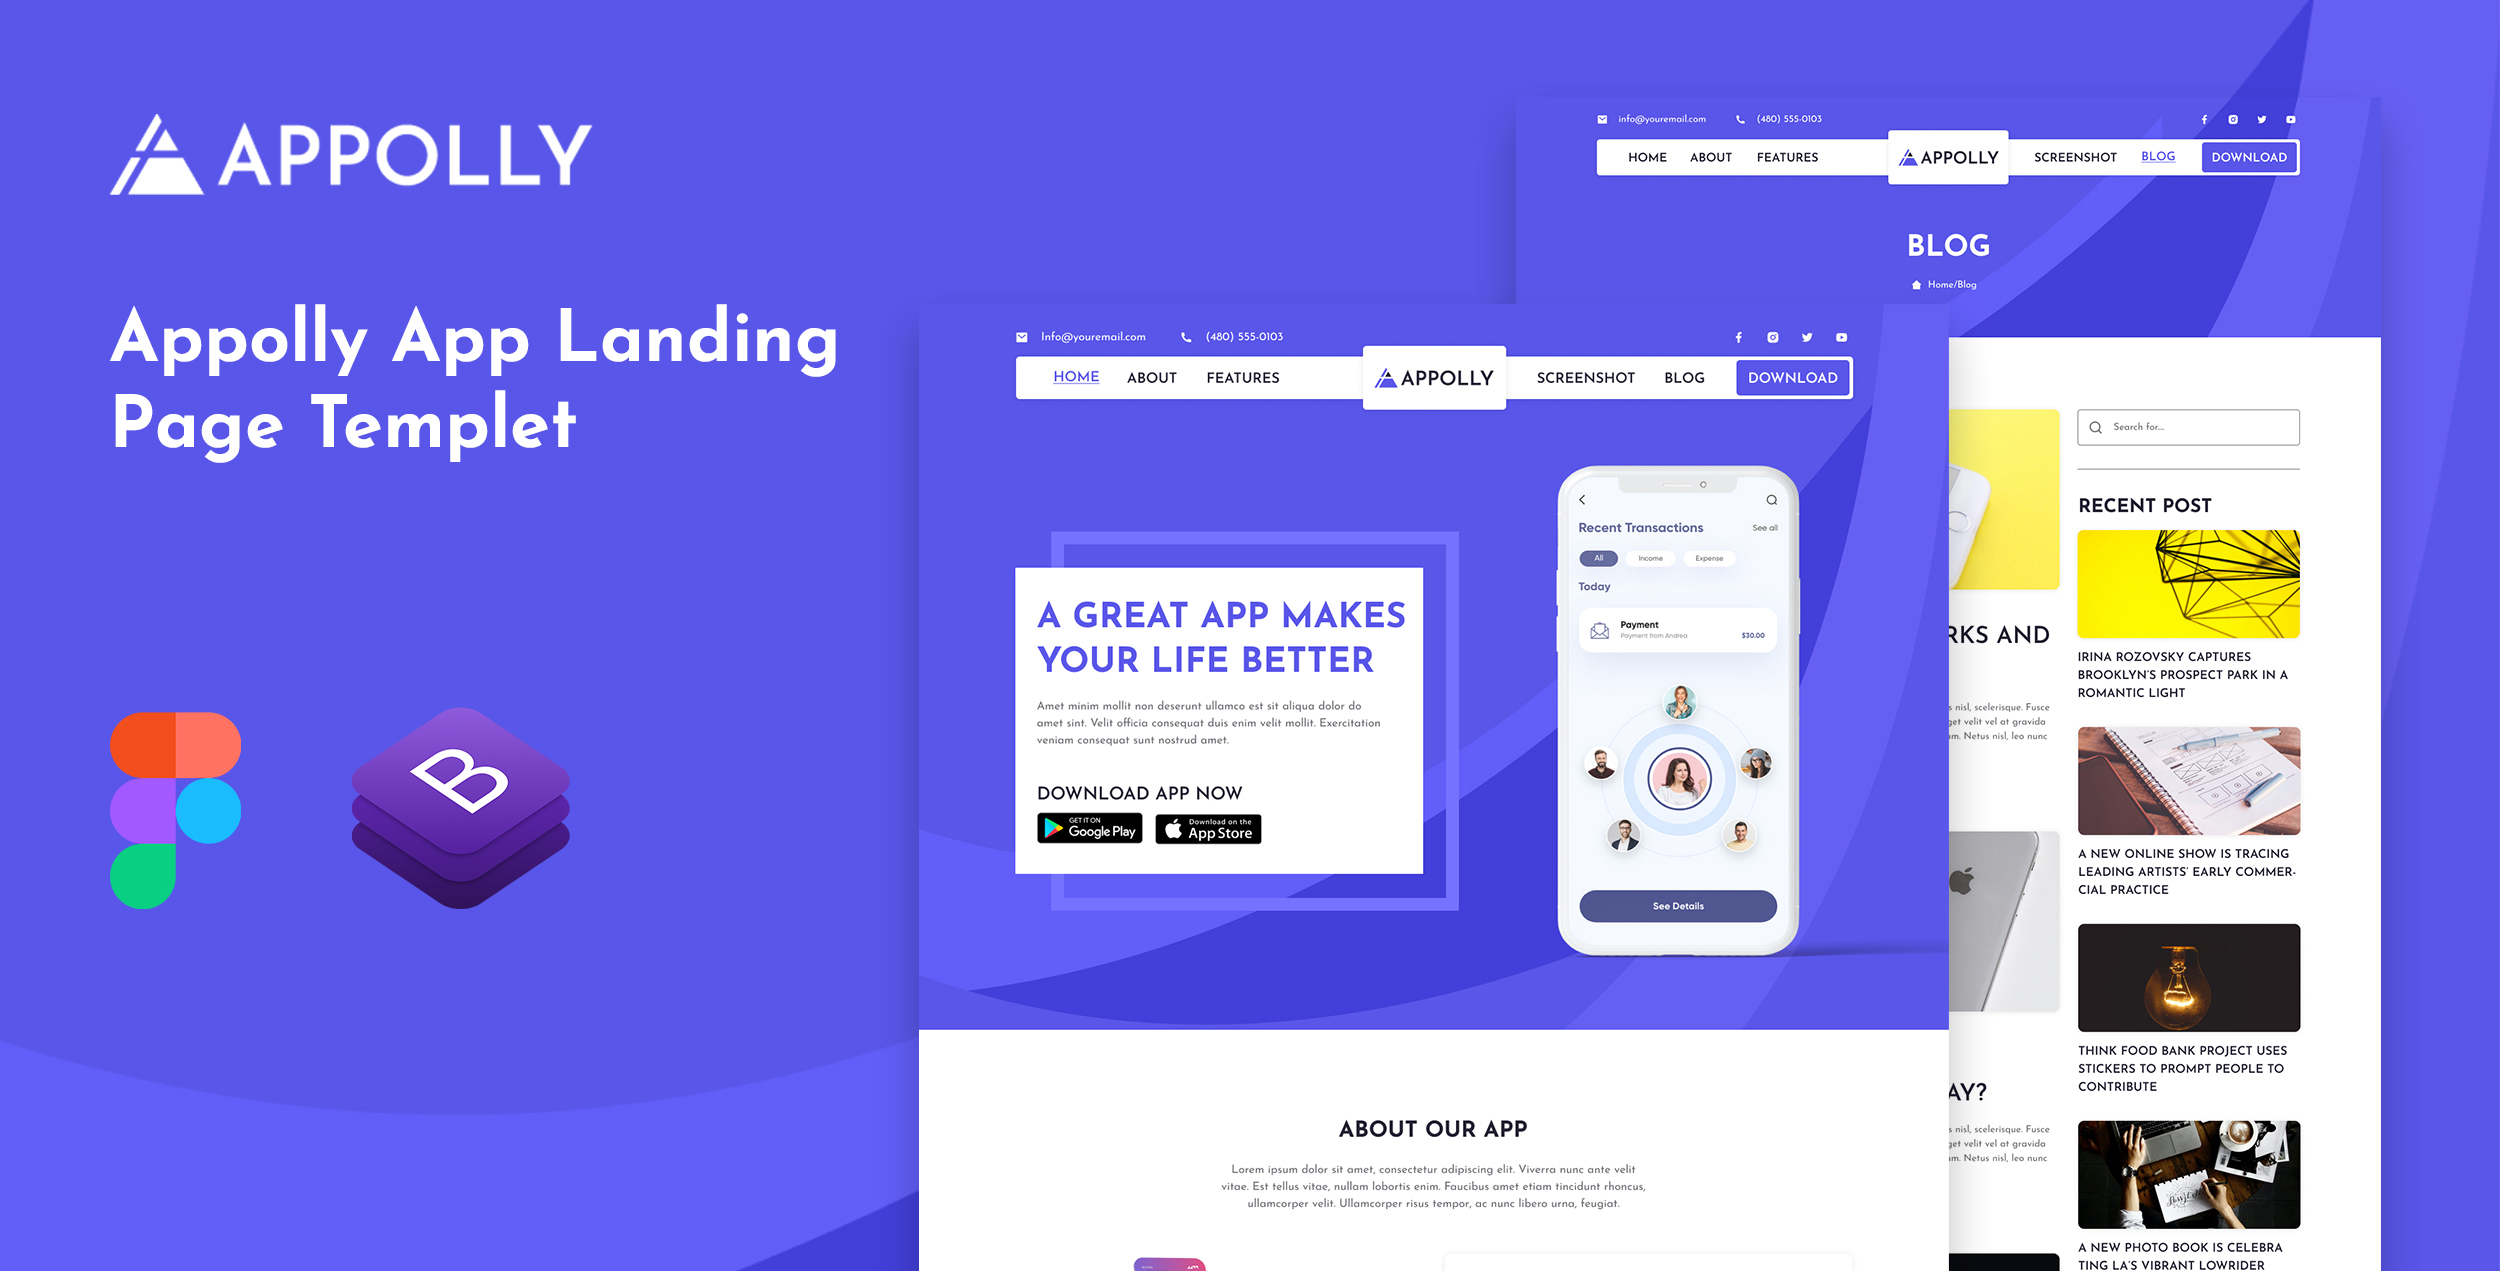 APPOLLY
Appolly App Landing
Page Templet
B
info@youremail.com (480) 555-0103
HOME ABOUT FEATURES APPOLLY SCREENSHOT BLOG DOWNLOAD
BLOG
Home/Blog
Info@youremail.com (480) 555-0103
HOME ABOUT FEATURES APPOLLY SCREENSHOT BLOG DOWNLOAD
A GREAT APP MAKES
YOUR LIFE BETTER
Amet minim mollit non deserunt ullamco est sit aliqua dolor do
amet sint. Velit officia consequat duis enim velit mollit. Exercitation
veniam consequat sunt nostrud amet.
DOWNLOAD APP NOW
GET IT ON
Google Play
Download on the
App Store
Recent Transactions See all
All Income Expense
Today
Payment
Payment from Andrea $30.00
See Details
ABOUT OUR APP
Lorem ipsum dolor sit amet, consectetur adipiscing elit. Viverra nunc ante velit
vitae. Est tellus vitae, nullam lobortis enim. Faucibus amet etiam tincidunt rhoncus,
ullamcorper velit. Ullamcorper risus tempor, ac nunc libero urna, feugiat.
RKS AND
nisl, scelerisque. Fusce
get velit vel at gravida
um. Netus nisl, leo nunc
AY?
nisl, scelerisque. Fusce
get velit vel at gravida
um. Netus nisl, leo nunc
Search for...
RECENT POST
IRINA ROZOVSKY CAPTURES
BROOKLYN'S PROSPECT PARK IN A
ROMANTIC LIGHT
A NEW ONLINE SHOW IS TRACING
LEADING ARTISTS' EARLY COMMER-
CIAL PRACTICE
THINK FOOD BANK PROJECT USES
STICKERS TO PROMPT PEOPLE TO
CONTRIBUTE
A NEW PHOTO BOOK IS CELEBRA
TING LA'S VIBRANT LOWRIDER